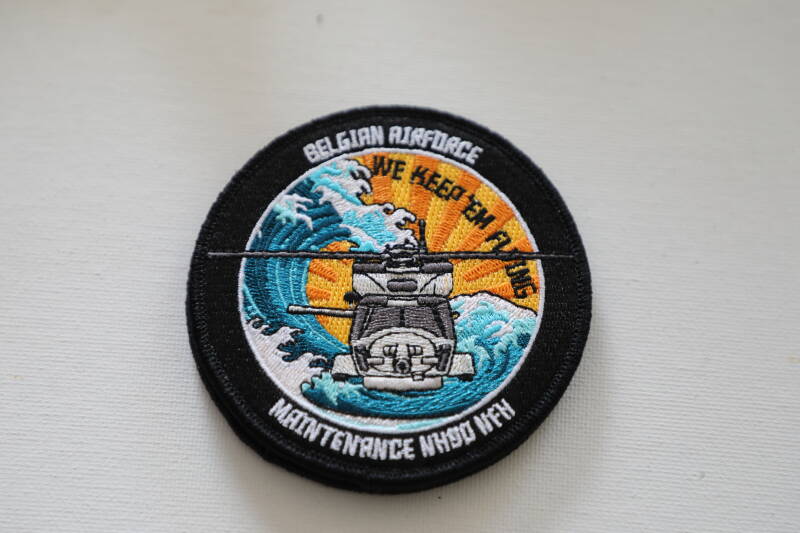 BELGIAN AIRFORCE
WE KEEP 'EM FLYING
MAINTENANCE NH90 NFH